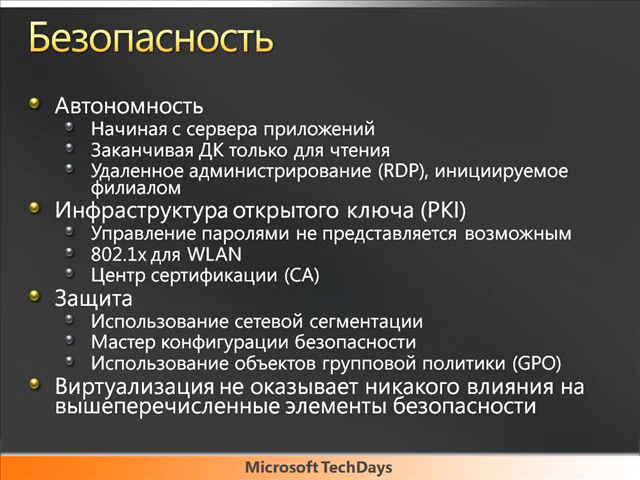 Безопасность
Автономность
Начиная с сервера приложений
Заканчивая ДК только для чтения
Удаленное администрирование (RDP), инициируемое
филиалом
Инфраструктура открытого ключа (PKI)
Управление паролями не представляется возможным
802.1x для WLAN
Центр сертификации (CA)
Защита
Использование сетевой сегментации
Мастер конфигурации безопасности
Использование объектов групповой политики (GPO)
Виртуализация не оказывает никакого влияния на
вышеперечисленные элементы безопасности
Microsoft TechDays